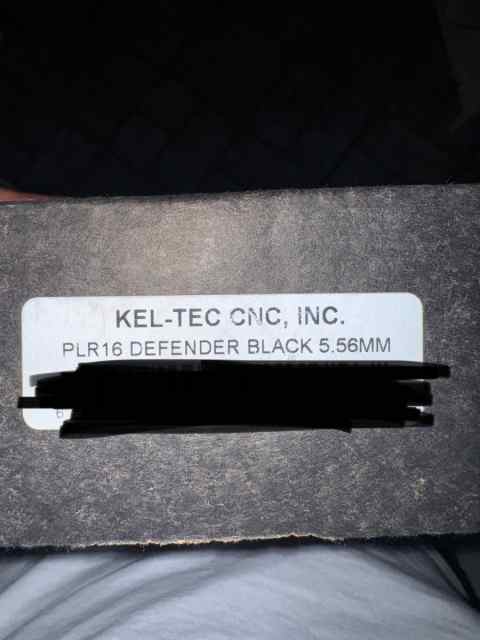 KEL-TEC CNC, INC.
PLR16 DEFENDER BLACK 5.56MM